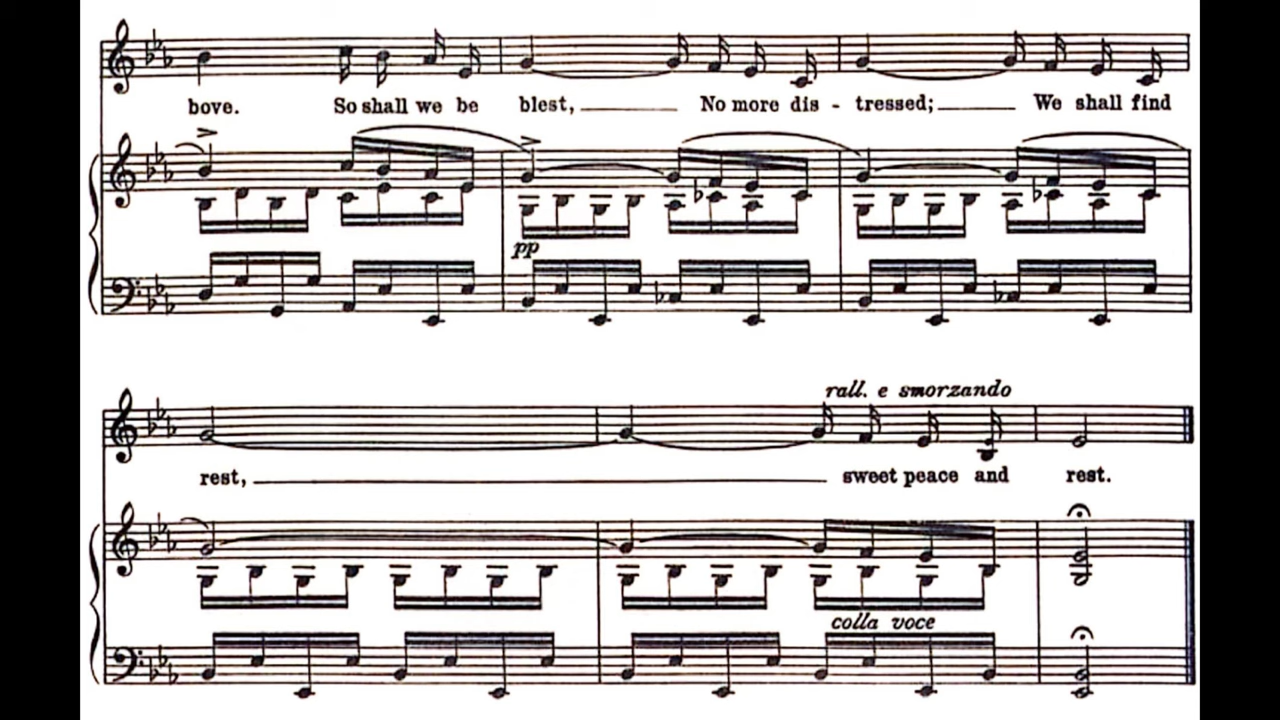 bove. So shall we be blest, No more dis - tressed; We shall find
pp
rall. e smorzando
rest, sweet peace and rest.
colla voce